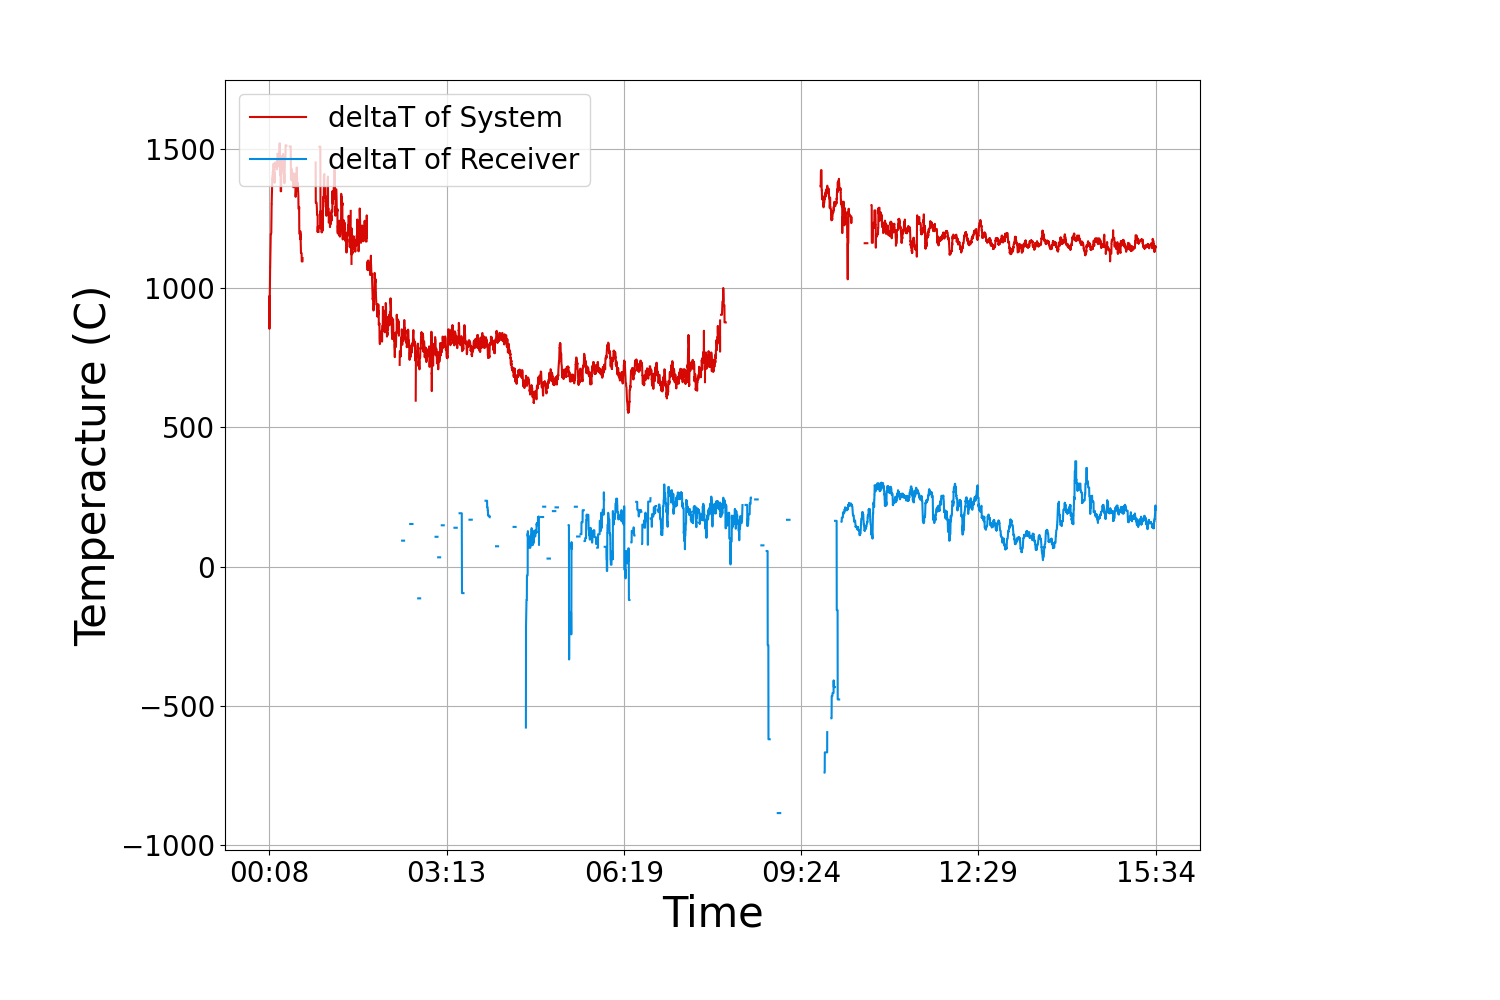 deltaT of System
deltaT of Receiver
1500
1000
500
0
−500
−1000
Temperacture (C)
00:08 03:13 06:19 09:24 12:29 15:34
Time